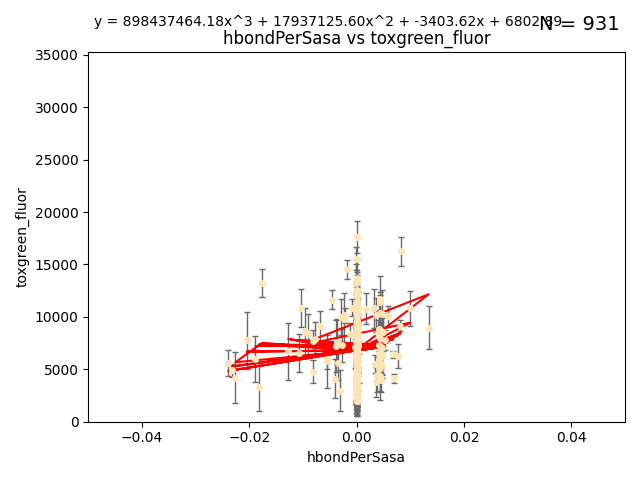 y = 898437464.18x^3 + 17937125.60x^2 + -3403.62x + 6802.89
N = 931
hbondPerSasa vs toxgreen_fluor
35000
30000
25000
20000
15000
10000
5000
0
toxgreen_fluor
−0.04
−0.02
0.00
0.02
0.04
hbondPerSasa